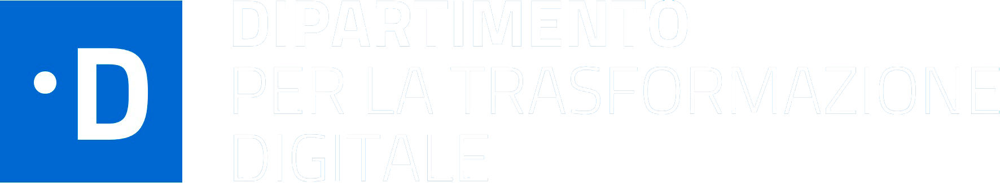 .D
DIPARTIMENTO
PER LA TRASFORMAZIONE
DIGITALE